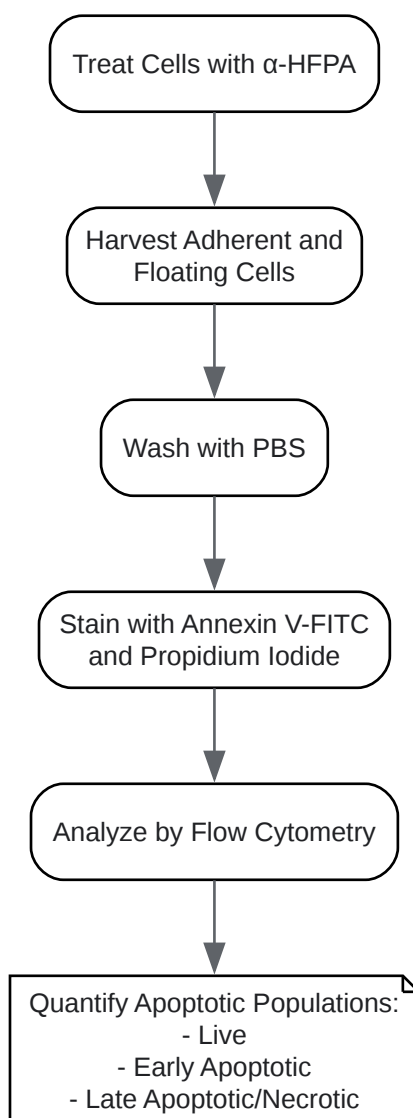 Treat Cells with α-HFPA
Harvest Adherent and
Floating Cells
Wash with PBS
Stain with Annexin V-FITC
and Propidium Iodide
Analyze by Flow Cytometry
Quantify Apoptotic Populations:
- Live
- Early Apoptotic
- Late Apoptotic/Necrotic